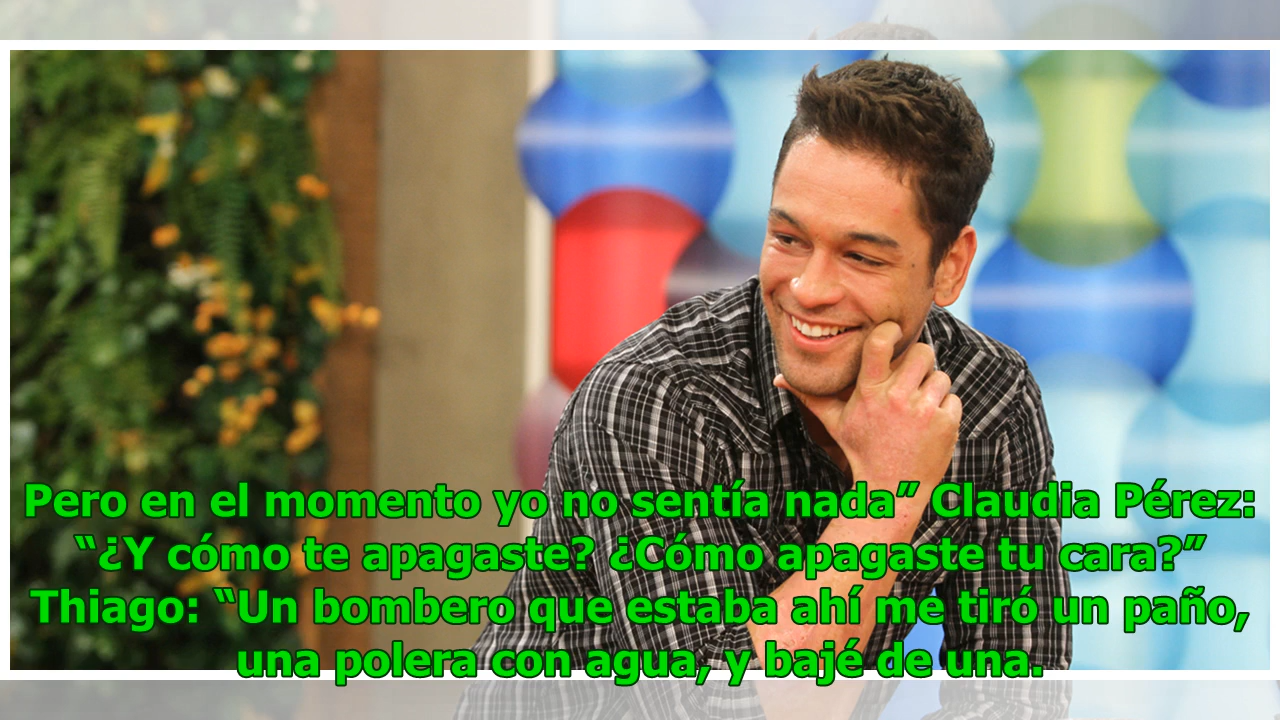 Pero en el momento yo no sentía nada” Claudia Pérez:
“¿Y cómo te apagaste? ¿Cómo apagaste tu cara?”
Thiago: “Un bombero que estaba ahí me tiró un paño,
una polera con agua, y bajé de una.